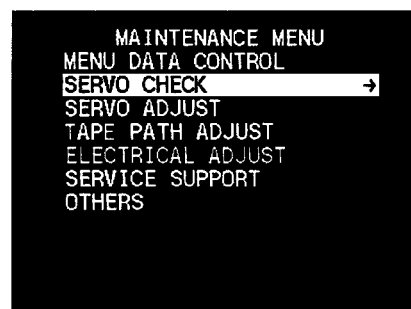 MAINTENANCE MENU
MENU DATA CONTROL
SERVO CHECK →
SERVO ADJUST
TAPE PATH ADJUST
ELECTRICAL ADJUST
SERVICE SUPPORT
OTHERS